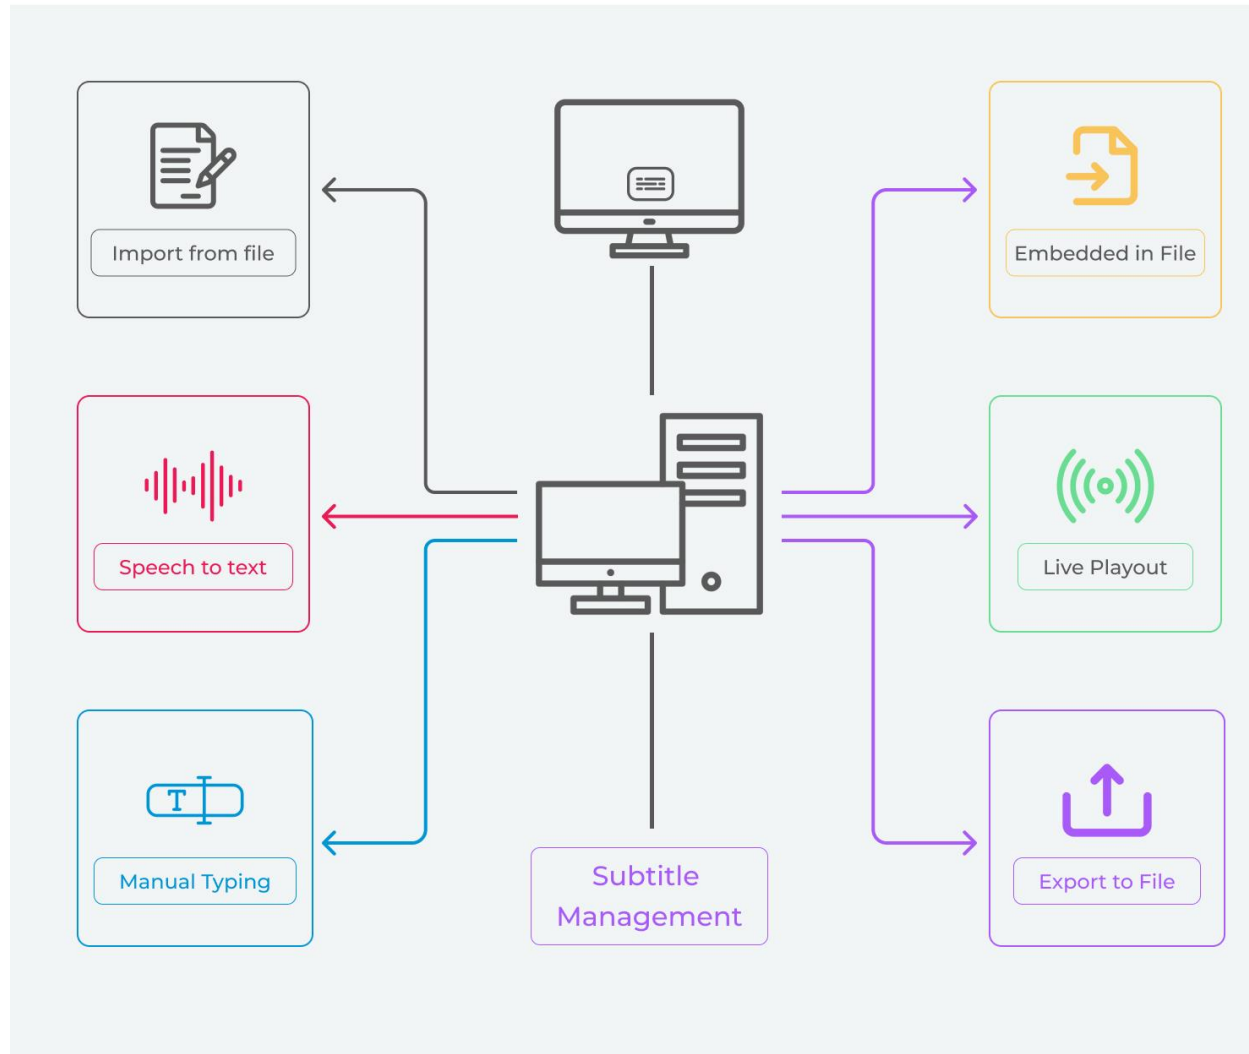 Import from file
Embedded in File
Speech to text
Live Playout
T
Manual Typing
Subtitle
Management
Export to File